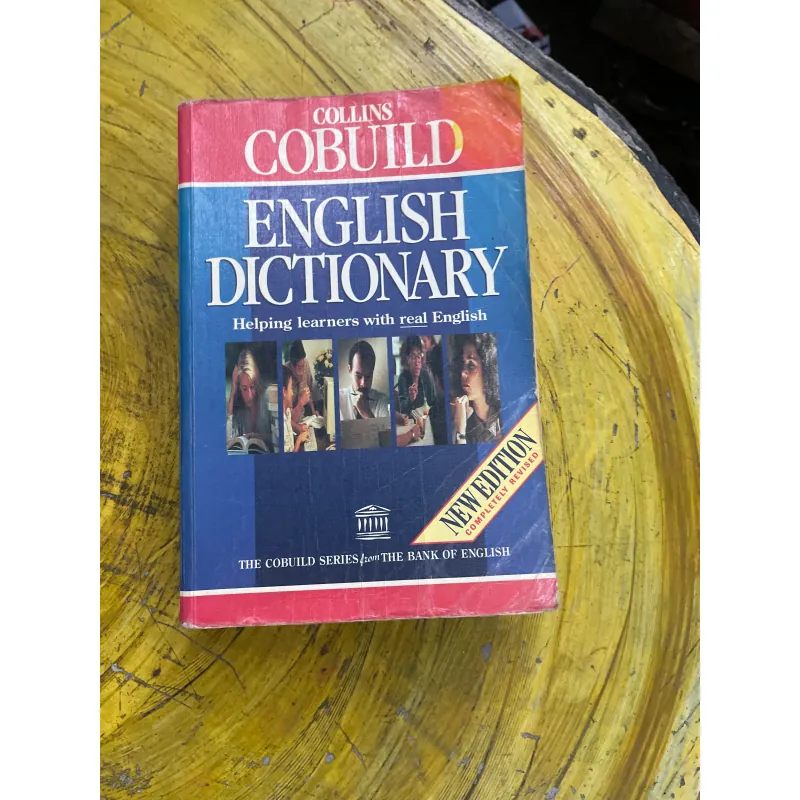 COLLINS
COBUILD
ENGLISH
DICTIONARY
Helping learners with real English
NEW EDITION
COMPLETELY REVISED
THE COBUILD SERIES from THE BANK OF ENGLISH